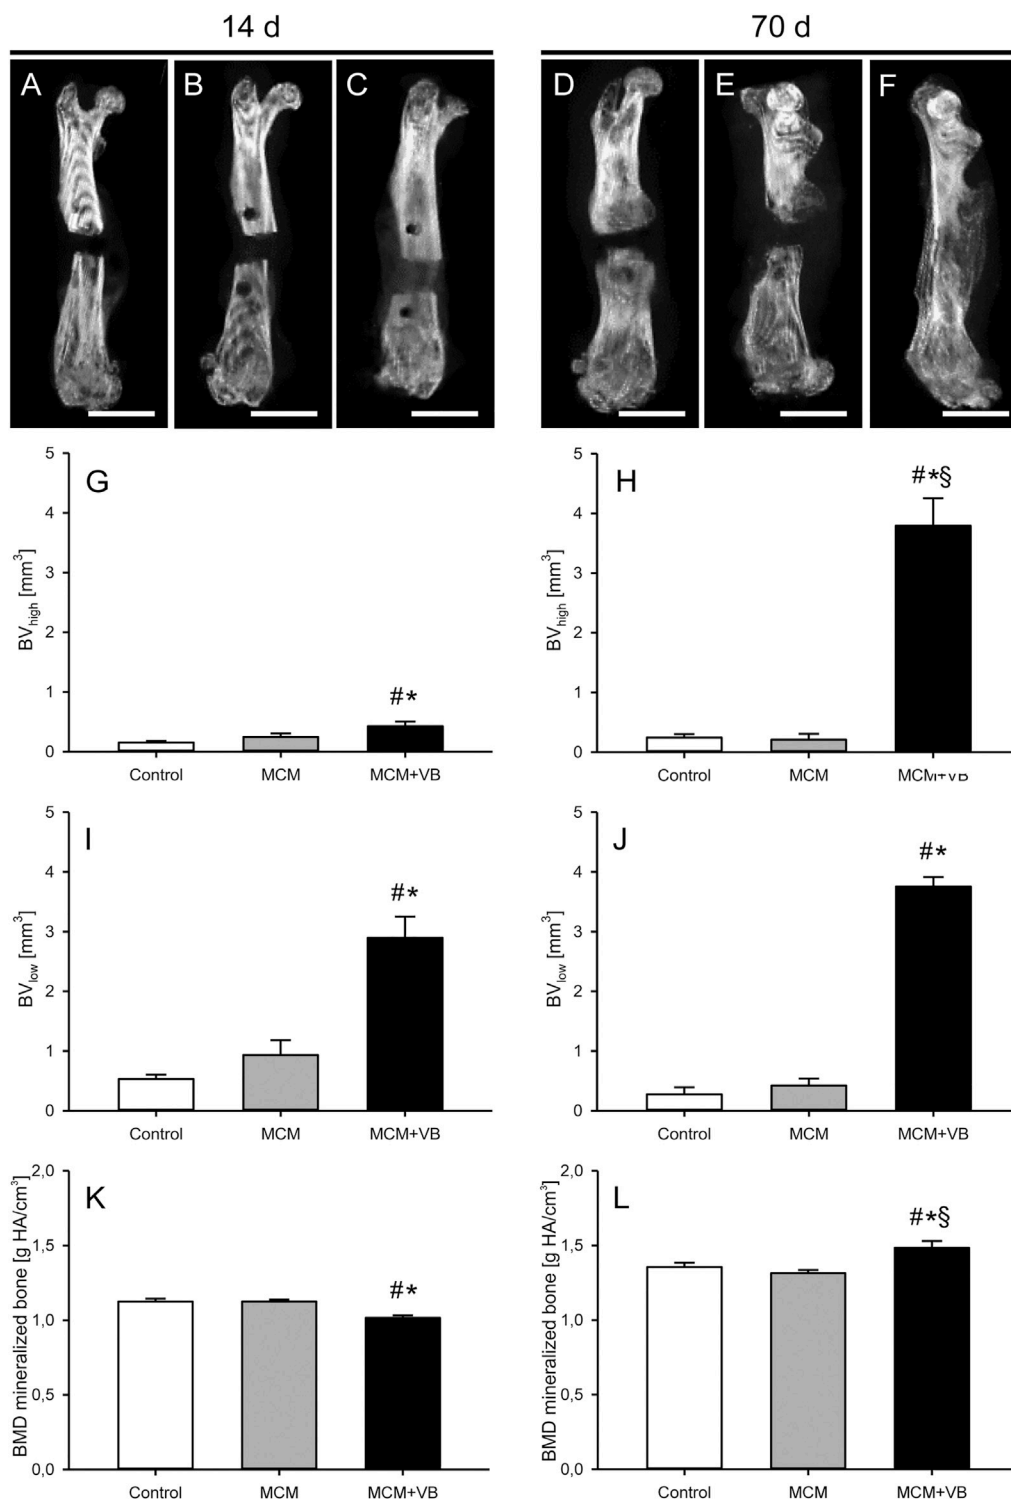 14 d
70 d
A
B
C
D
E
F
G
BVhigh [mm³]
5
4
3
2
1
0
#*
Control
MCM
MCM+VB
H
BVhigh [mm³]
5
4
3
2
1
0
#*§
Control
MCM
MCM+VB
I
BVlow [mm³]
5
4
3
2
1
0
#*
Control
MCM
MCM+VB
J
BVlow [mm³]
5
4
3
2
1
0
#*
Control
MCM
MCM+VB
K
BMD mineralized bone [g HA/cm³]
2,0
1,5
1,0
0,5
0,0
#*
Control
MCM
MCM+VB
L
BMD mineralized bone [g HA/cm³]
2,0
1,5
1,0
0,5
0,0
#*§
Control
MCM
MCM+VB